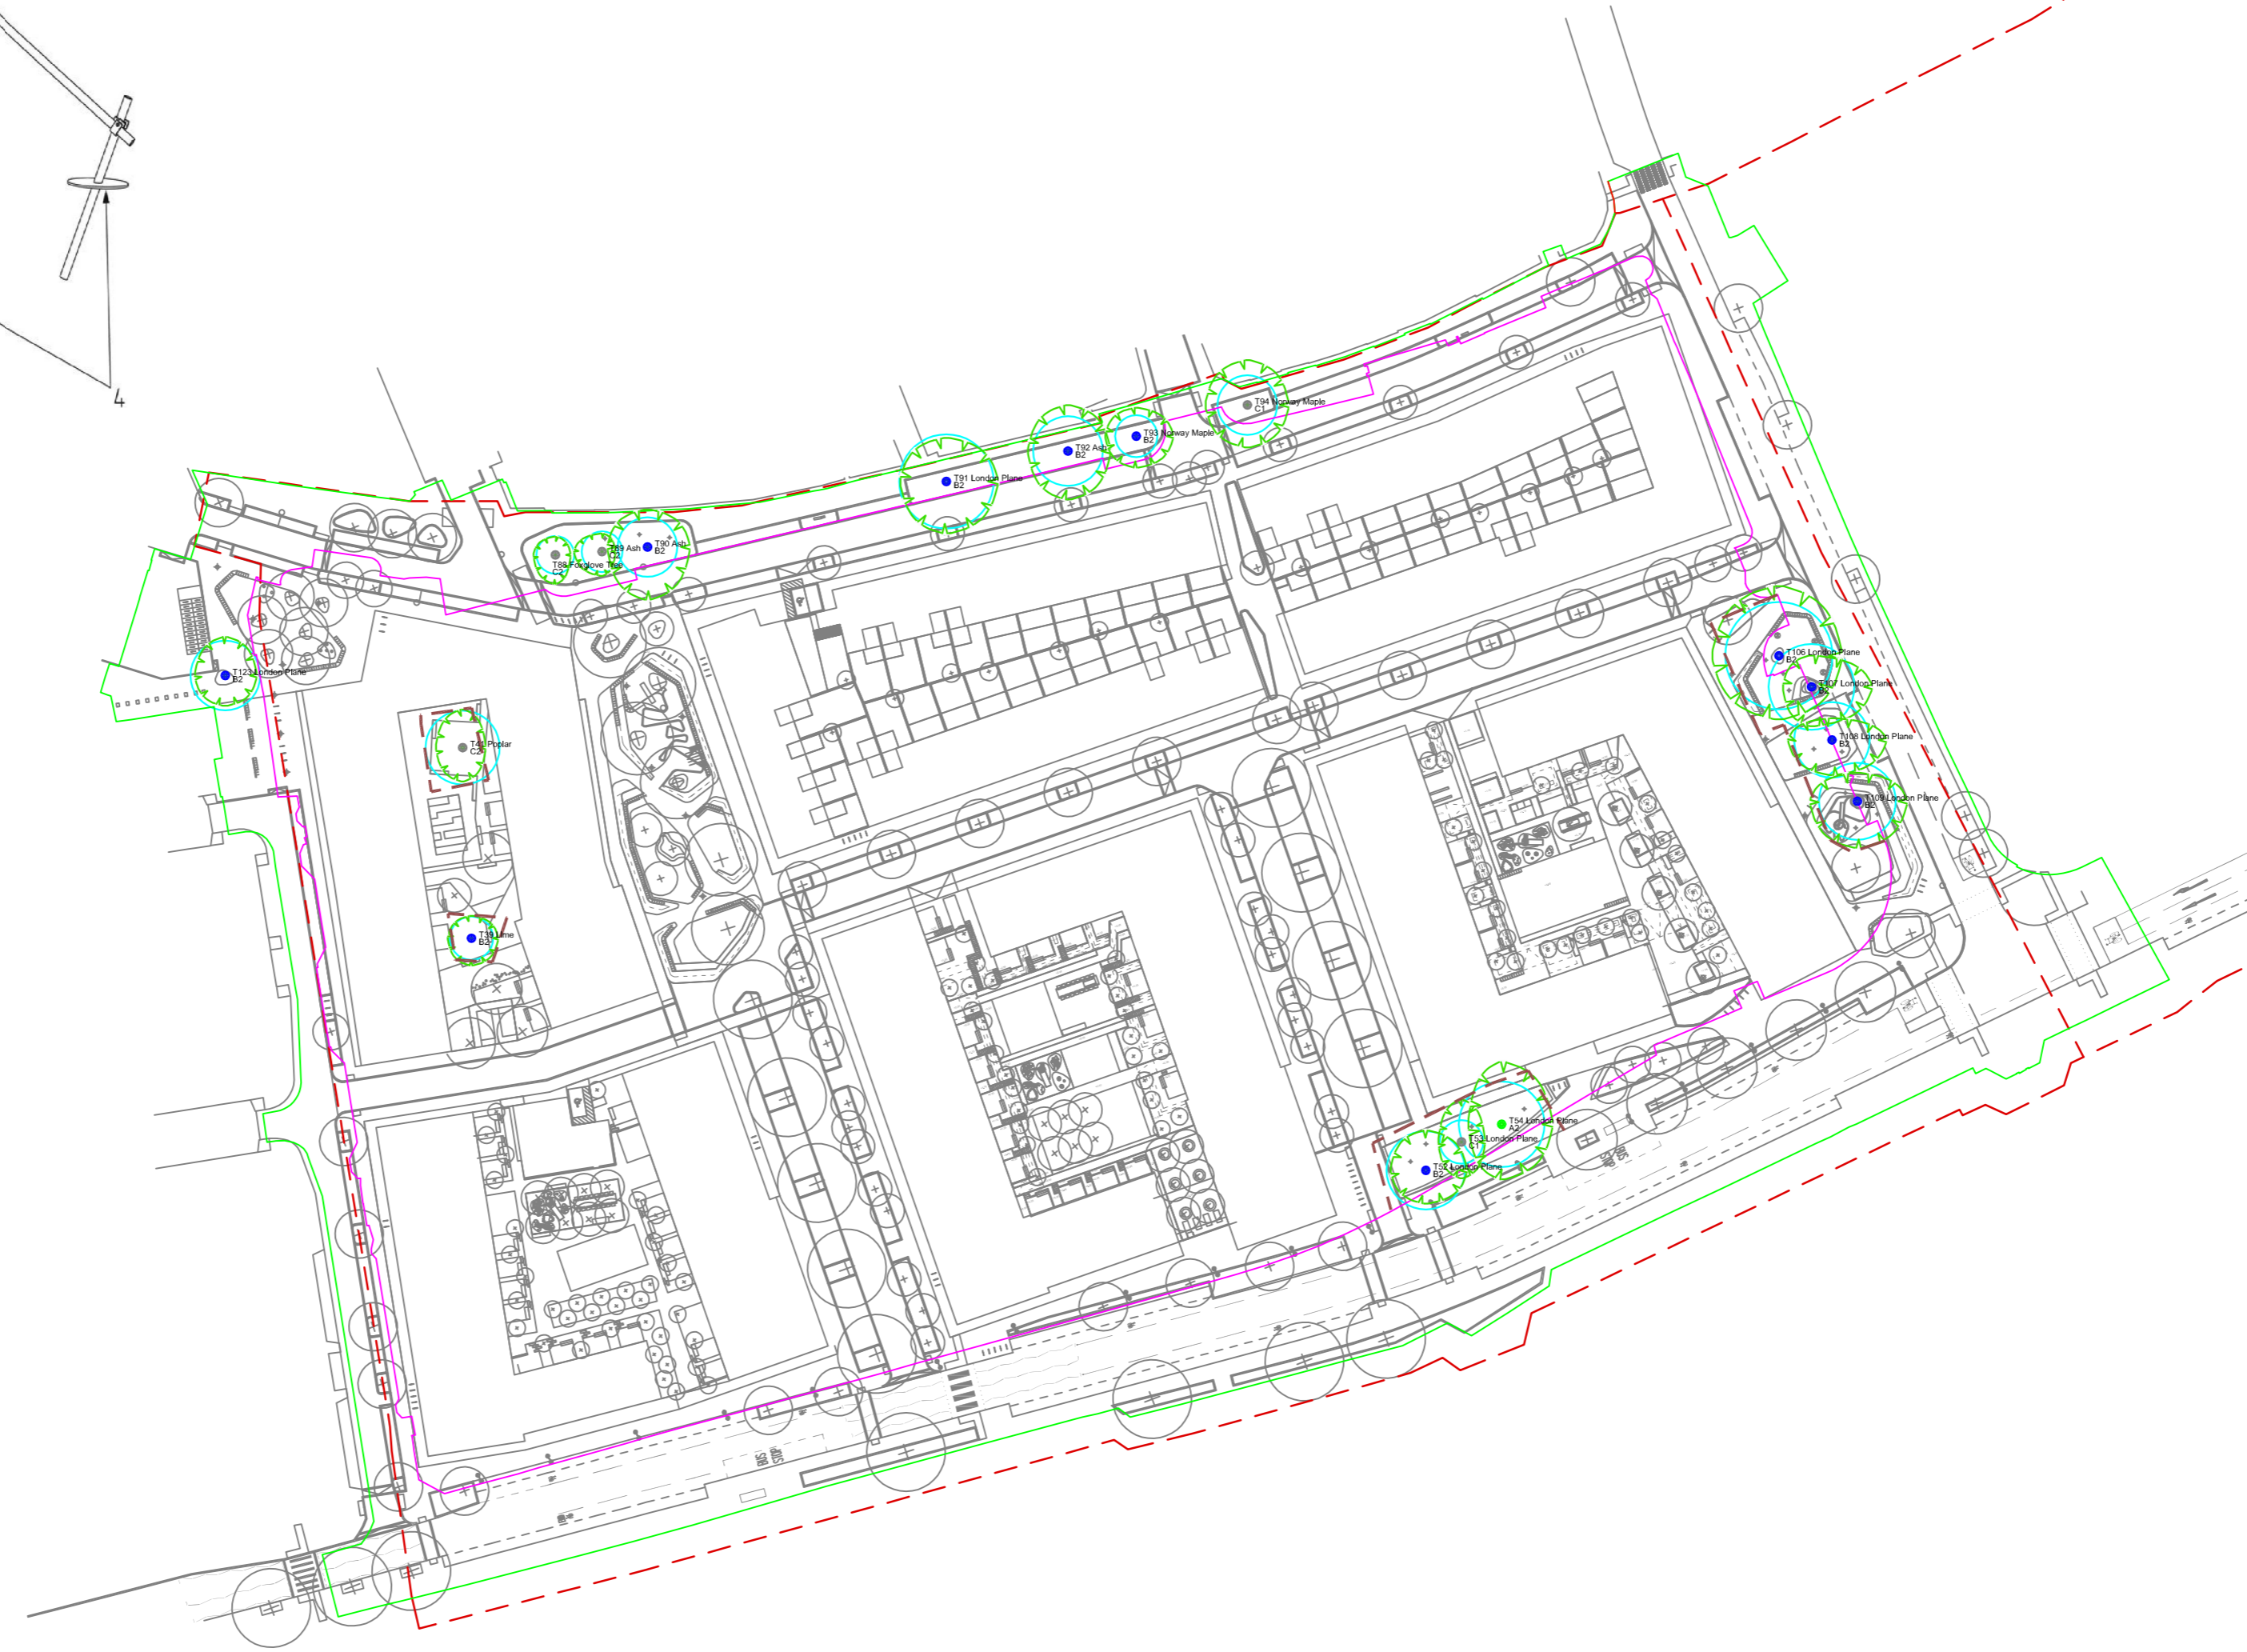 4
T94 Norway Maple
C1
T93 Norway Maple
B2
T92 Ash
B2
T91 London Plane
B2
T90 Ash
B2
T89 Ash
C2
T88 Foxglove Tree
C2
T106 London Plane
B2
T107 London Plane
B2
T123 London Plane
B2
T108 London Plane
B2
T41 Poplar
C2
T109 London Plane
B2
T39 Lime
B2
T54 London Plane
A2
T53 London Plane
C1
T52 London Plane
B2
BUS
STOP
BUS
STOP